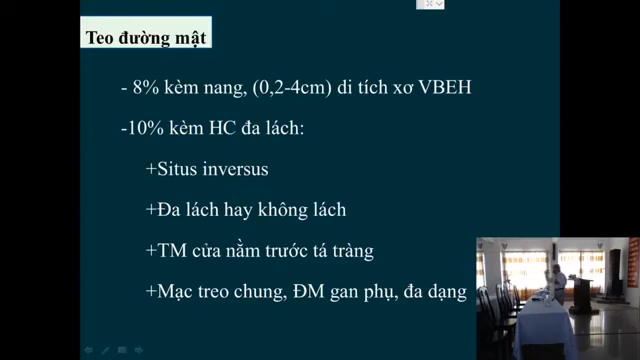 Teo đường mật
- 8% kèm nang, (0,2-4cm) di tích xơ VBEH
-10% kèm HC đa lách:
+Situs inversus
+Đa lách hay không lách
+TM cửa nằm trước tá tràng
+Mạc treo chung, ĐM gan phụ, đa dạng